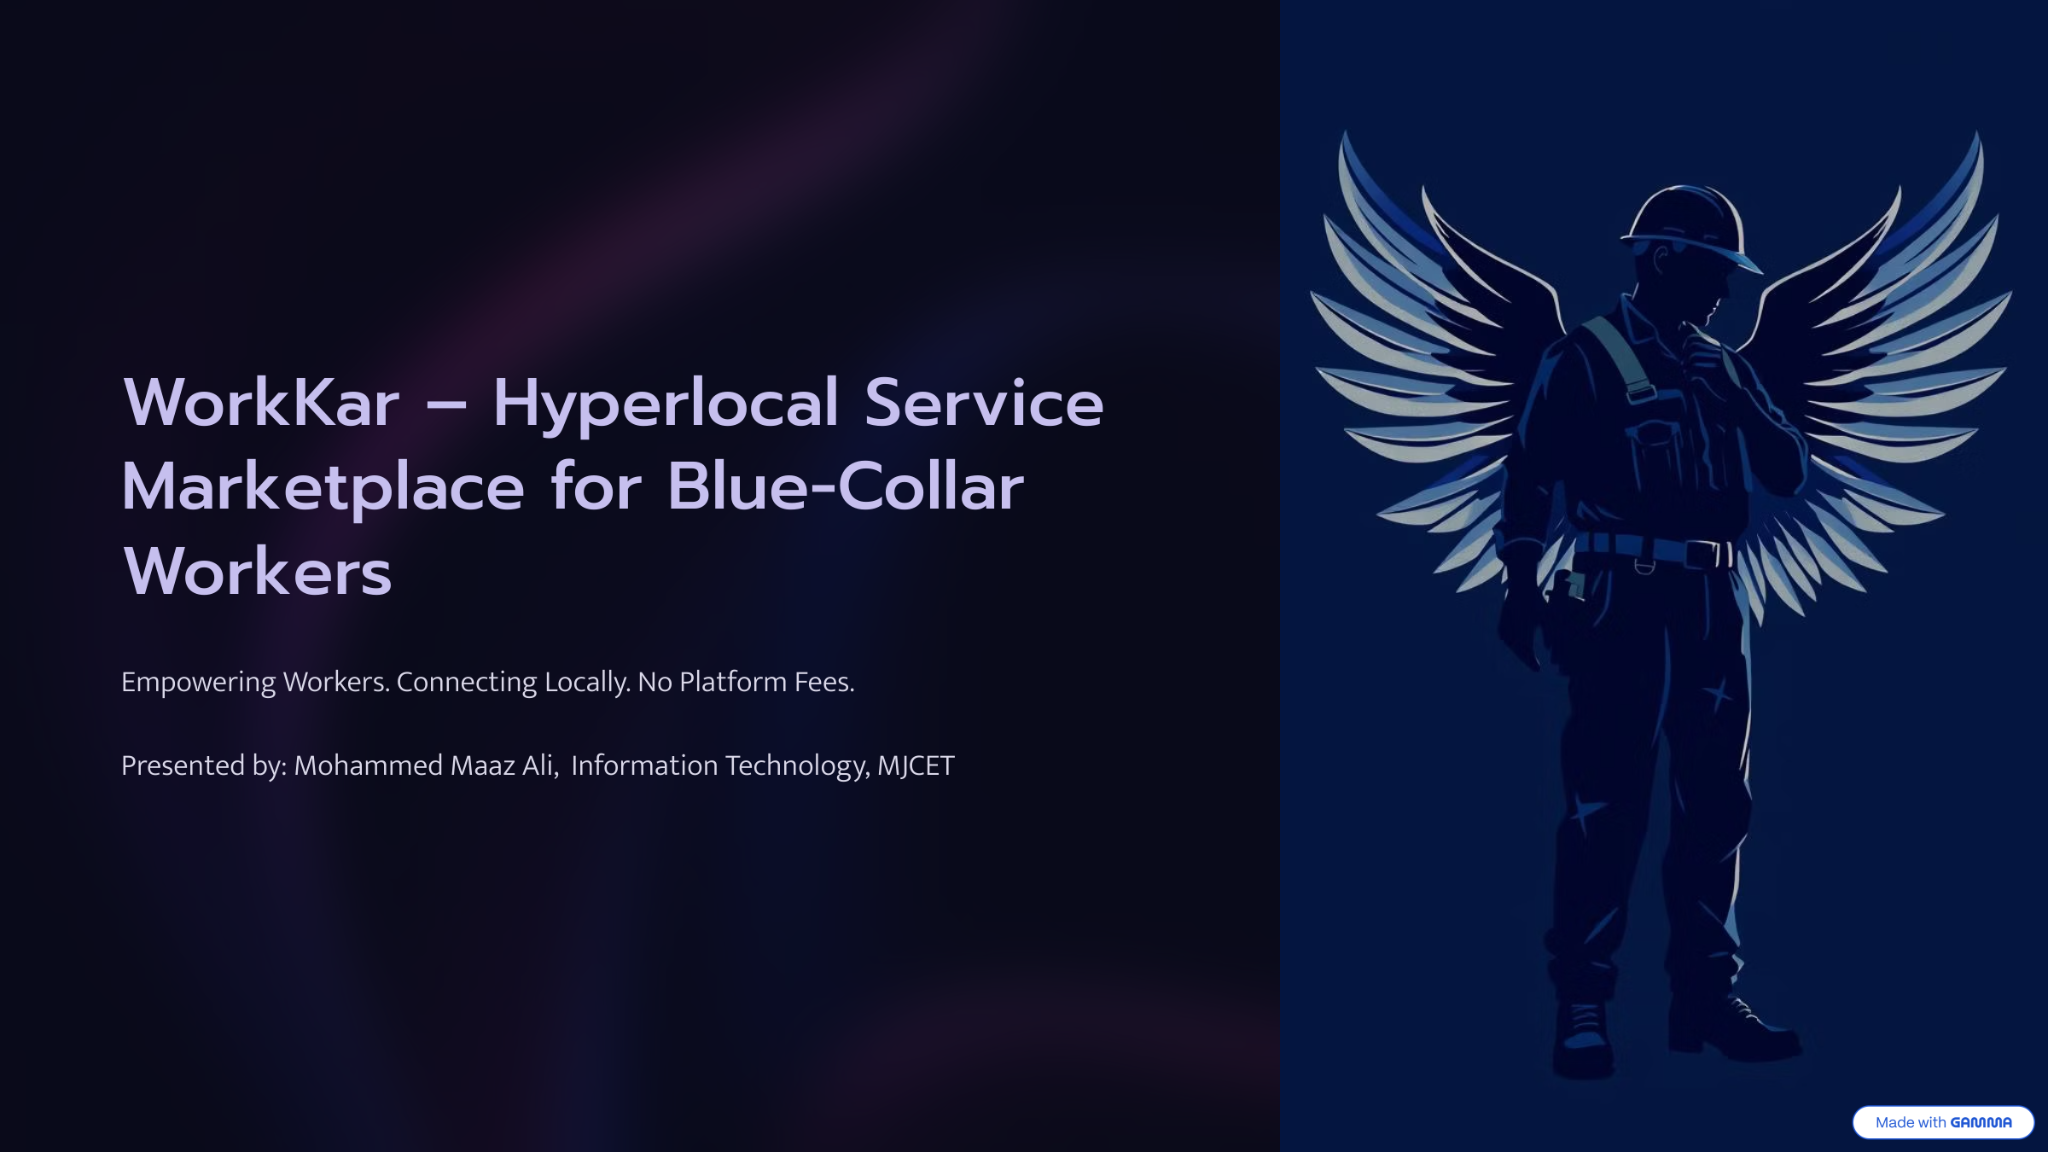 WorkKar – Hyperlocal Service
Marketplace for Blue-Collar
Workers
Empowering Workers. Connecting Locally. No Platform Fees.
Presented by: Mohammed Maaz Ali, Information Technology, MJCET
Made with GAMMA